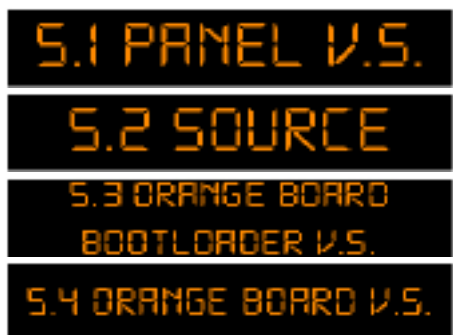 5.1 PANEL V.S.
5.2 SOURCE
5.3 ORANGE BOARD
BOOTLOADER V.S.
5.4 ORANGE BOARD V.S.